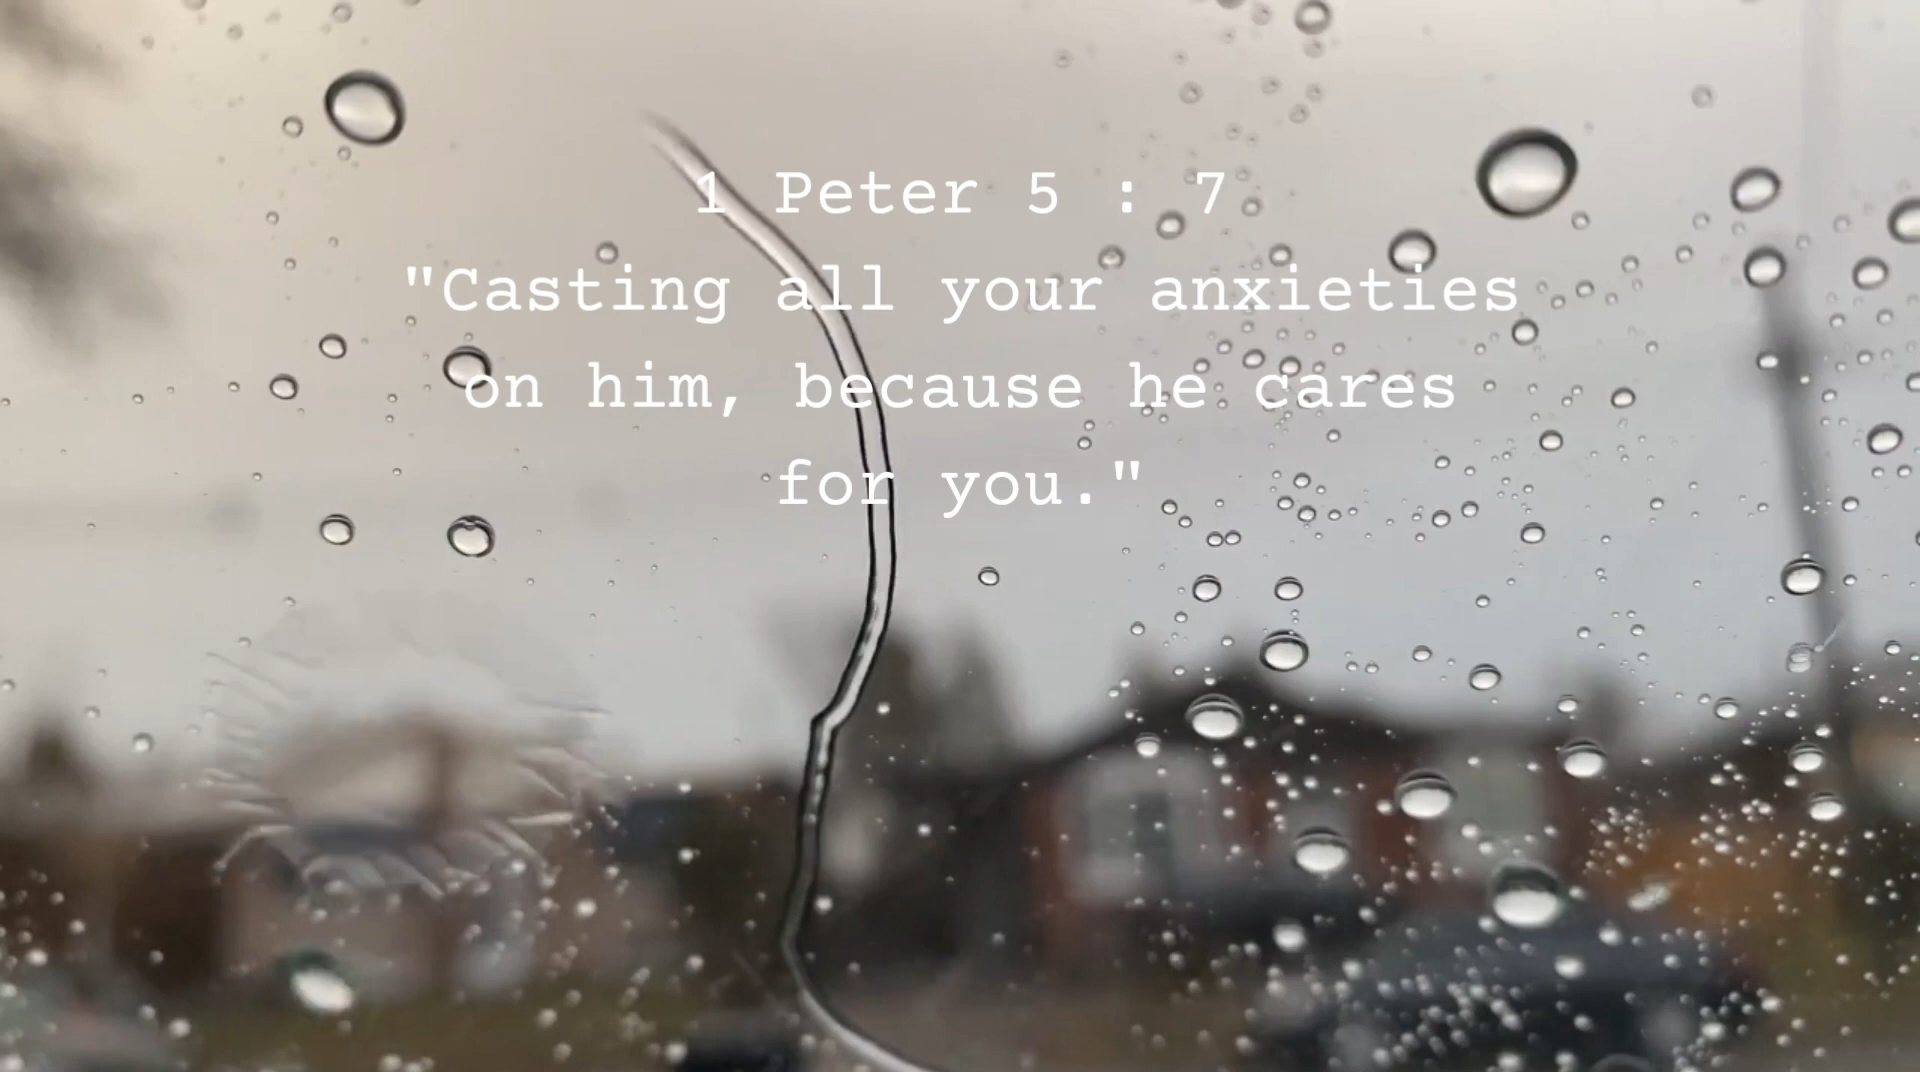 1 Peter 5 : 7
"Casting all your anxieties
on him, because he cares
for you."